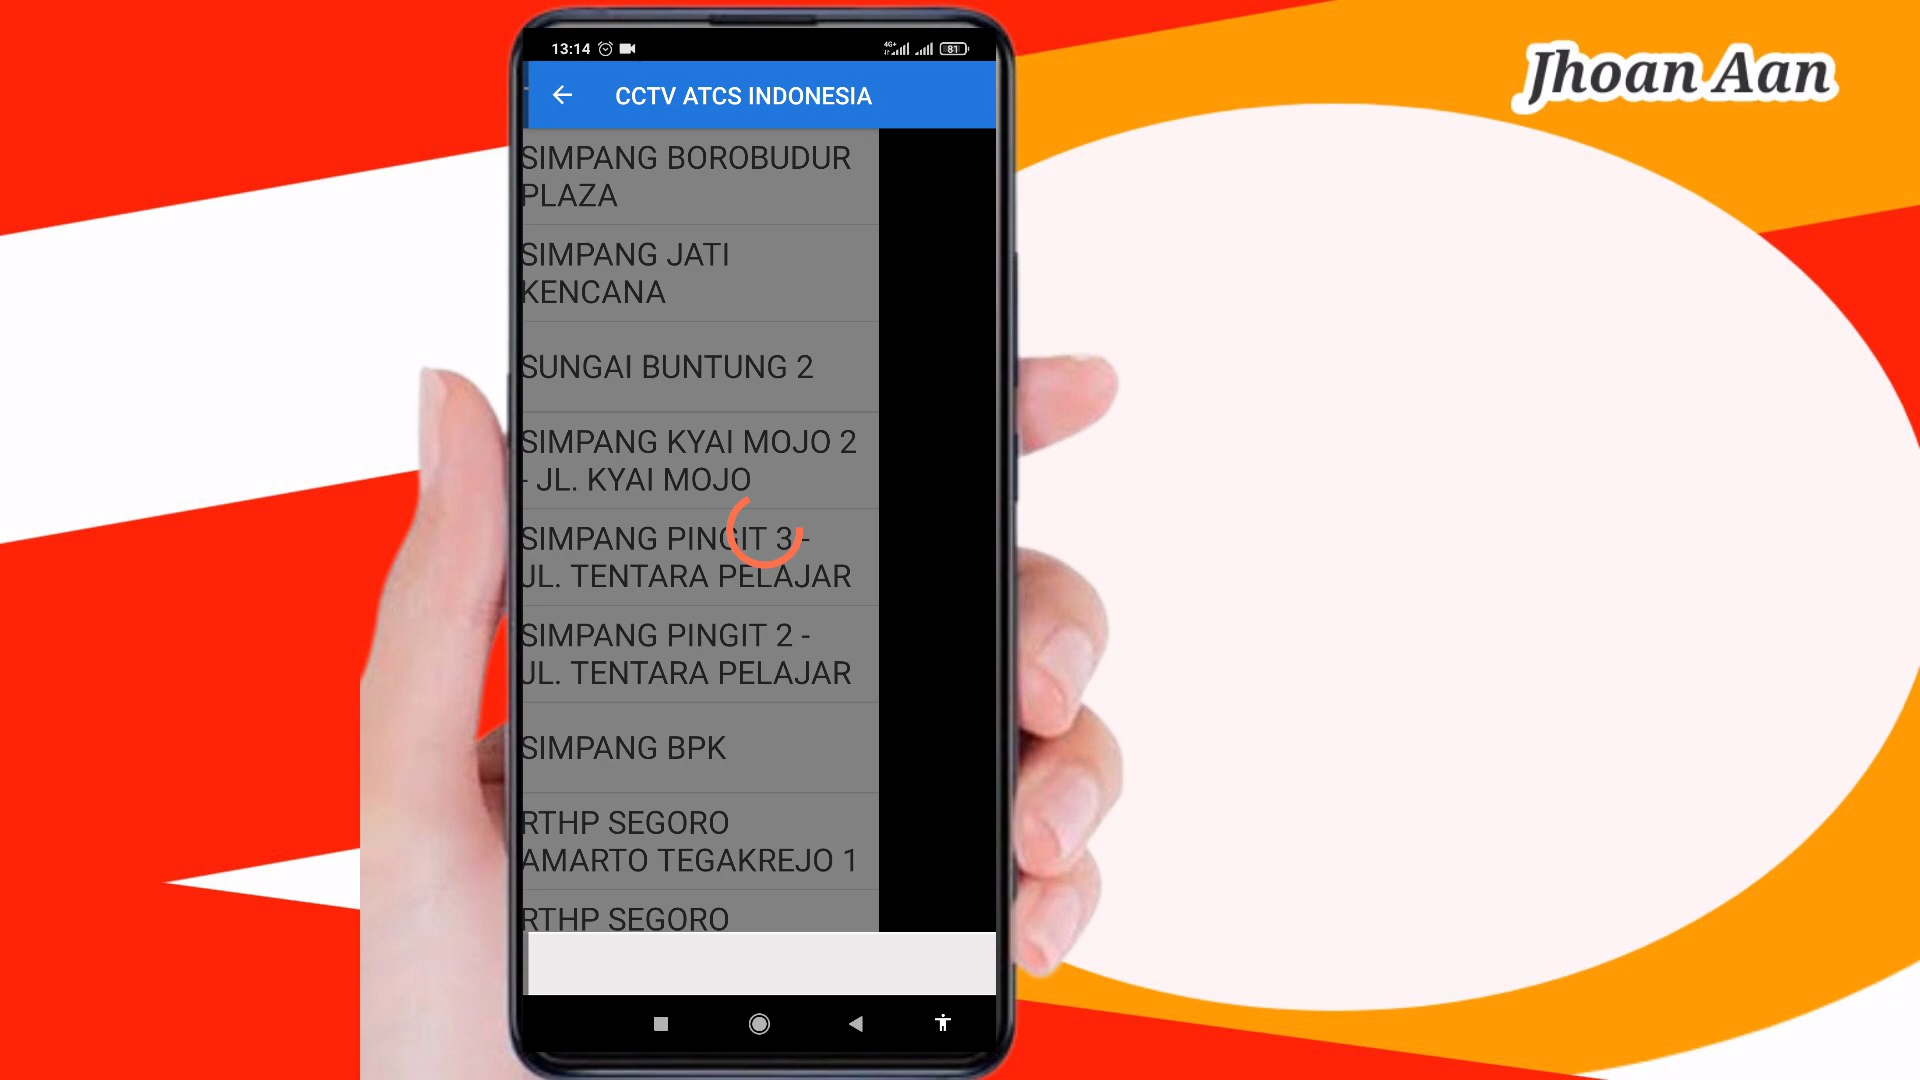 Jhoan Aan
13:14
4G+
81
CCTV ATCS INDONESIA
SIMPANG BOROBUDUR
PLAZA
SIMPANG JATI
KENCANA
SUNGAI BUNTUNG 2
SIMPANG KYAI MOJO 2
- JL. KYAI MOJO
SIMPANG PINGIT 3 -
JL. TENTARA PELAJAR
SIMPANG PINGIT 2 -
JL. TENTARA PELAJAR
SIMPANG BPK
RTHP SEGORO
AMARTO TEGAKREJO 1
RTHP SEGORO